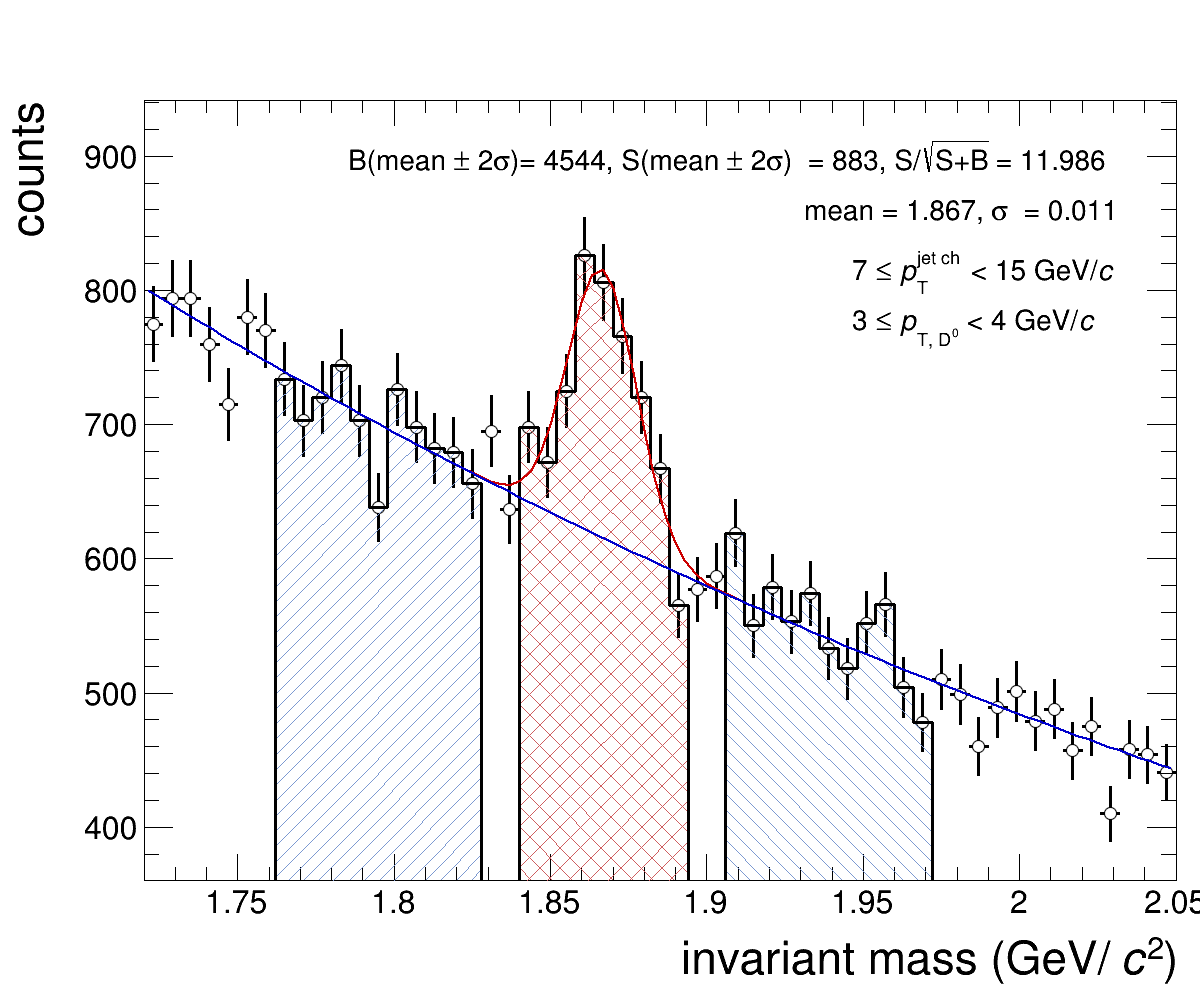 counts
900
800
700
600
500
400
B(mean ± 2σ)= 4544, S(mean ± 2σ) = 883, S/√S+B = 11.986
mean = 1.867, σ = 0.011
7 ≤ p_T^jet ch < 15 GeV/c
3 ≤ p_T, D⁰ < 4 GeV/c
1.75 1.8 1.85 1.9 1.95 2 2.05
invariant mass (GeV/ c²)